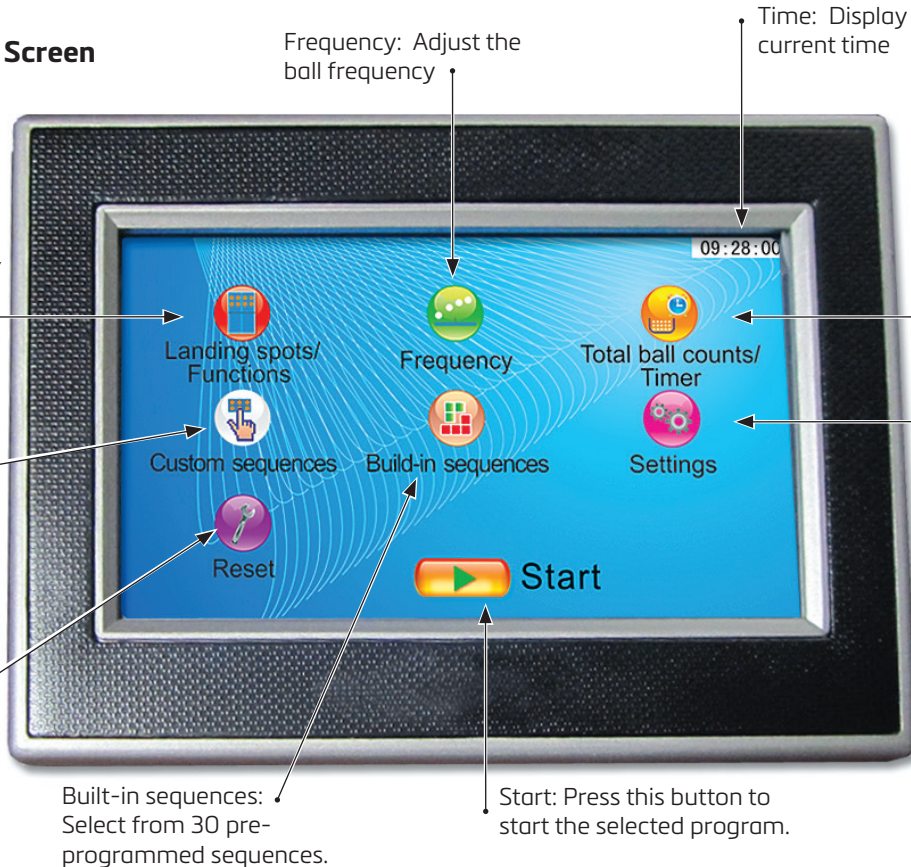 Time: Display
current time
Screen
Frequency: Adjust the
ball frequency
09:28:00
Landing spots/
Functions
Frequency
Total ball counts/
Timer
Custom sequences
Build-in sequences
Settings
Reset
Start
Built-in sequences:
Select from 30 pre-
programmed sequences.
Start: Press this button to
start the selected program.